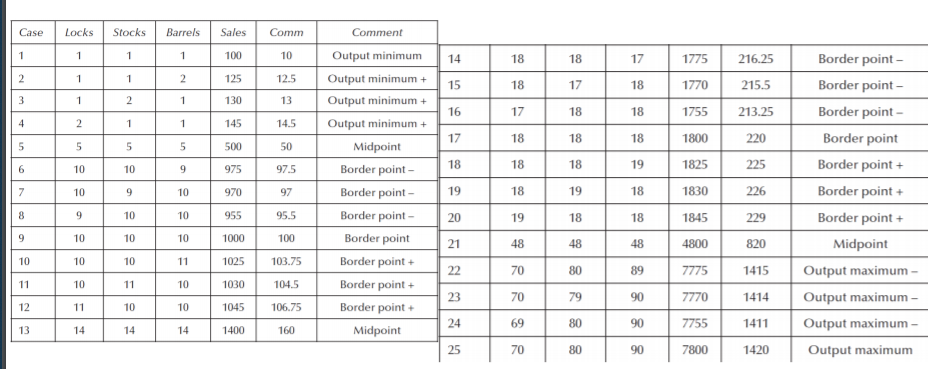 Case Locks Stocks Barrels Sales Comm Comment
1 1 1 1 100 10 Output minimum
2 1 1 2 125 12.5 Output minimum +
3 1 2 1 130 13 Output minimum +
4 2 1 1 145 14.5 Output minimum +
5 5 5 5 500 50 Midpoint
6 10 10 9 975 97.5 Border point –
7 10 9 10 970 97 Border point –
8 9 10 10 955 95.5 Border point –
9 10 10 10 1000 100 Border point
10 10 10 11 1025 103.75 Border point +
11 10 11 10 1030 104.5 Border point +
12 11 10 10 1045 106.75 Border point +
13 14 14 14 1400 160 Midpoint
14 18 18 17 1775 216.25 Border point –
15 18 17 18 1770 215.5 Border point –
16 17 18 18 1755 213.25 Border point –
17 18 18 18 1800 220 Border point
18 18 18 19 1825 225 Border point +
19 18 19 18 1830 226 Border point +
20 19 18 18 1845 229 Border point +
21 48 48 48 4800 820 Midpoint
22 70 80 89 7775 1415 Output maximum –
23 70 79 90 7770 1414 Output maximum –
24 69 80 90 7755 1411 Output maximum –
25 70 80 90 7800 1420 Output maximum